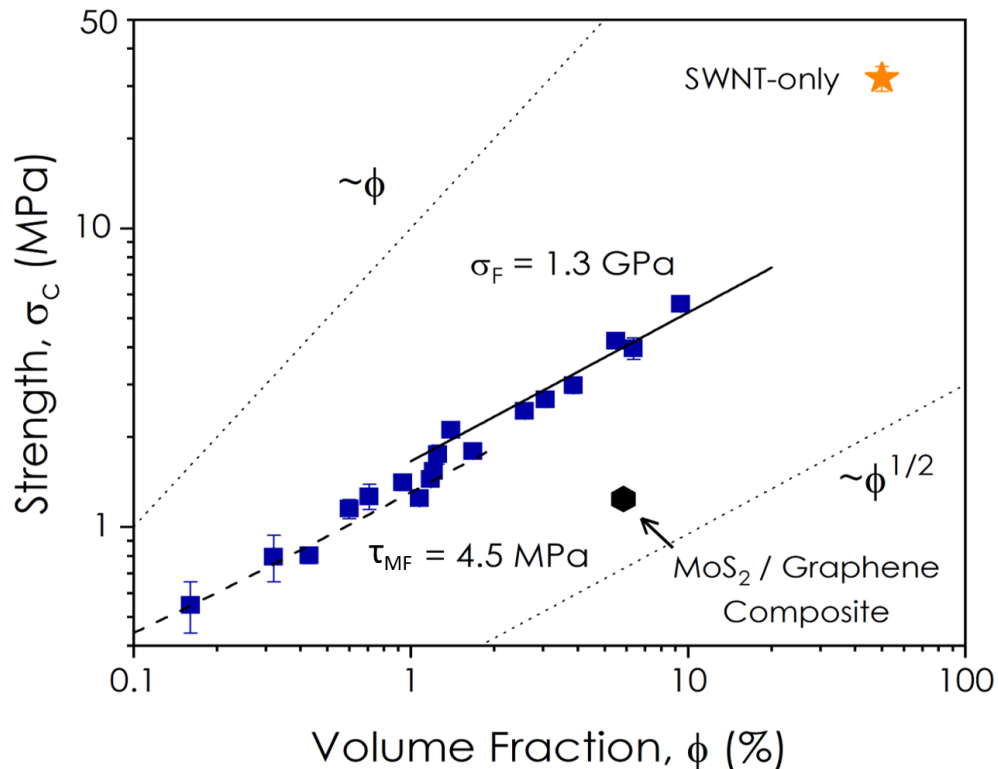 50
SWNT-only
~ϕ
10
σF = 1.3 GPa
~ϕ1/2
1
τMF = 4.5 MPa
MoS2 / Graphene
Composite
0.1
1
10
100
Strength, σC (MPa)
Volume Fraction, ϕ (%)